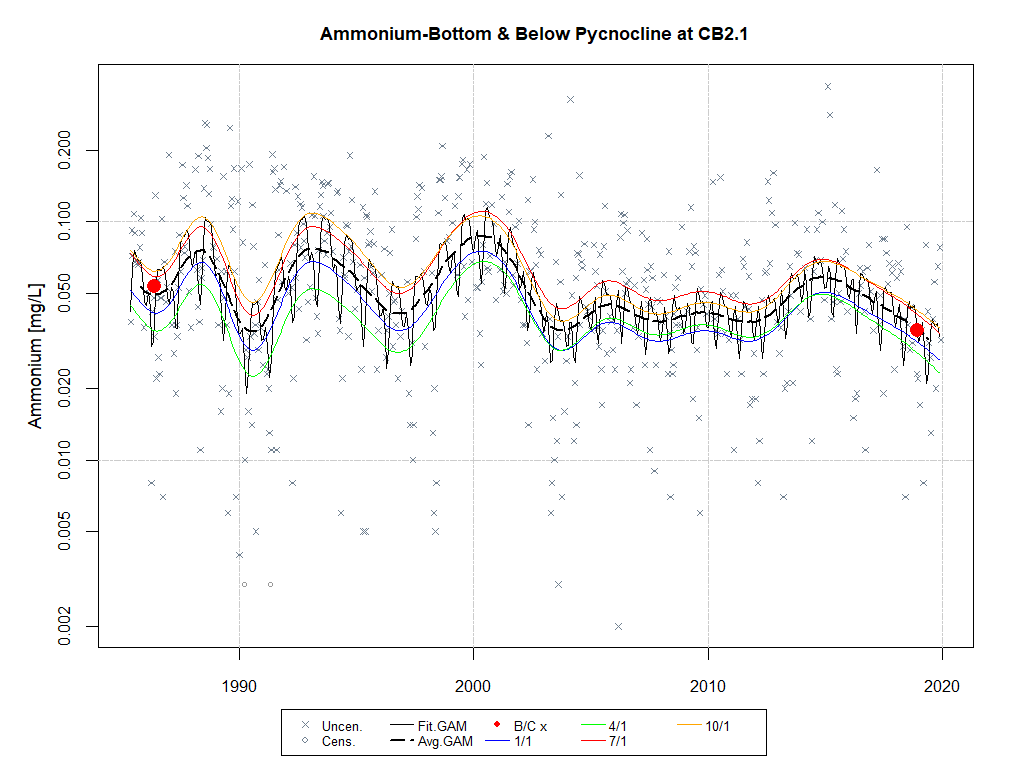 Ammonium-Bottom & Below Pycnocline at CB2.1
Ammonium [mg/L]
0.200
0.100
0.050
0.020
0.010
0.005
0.002
1990 2000 2010 2020
Uncen. Fit.GAM B/C x 4/1 10/1
Cens. Avg.GAM 1/1 7/1